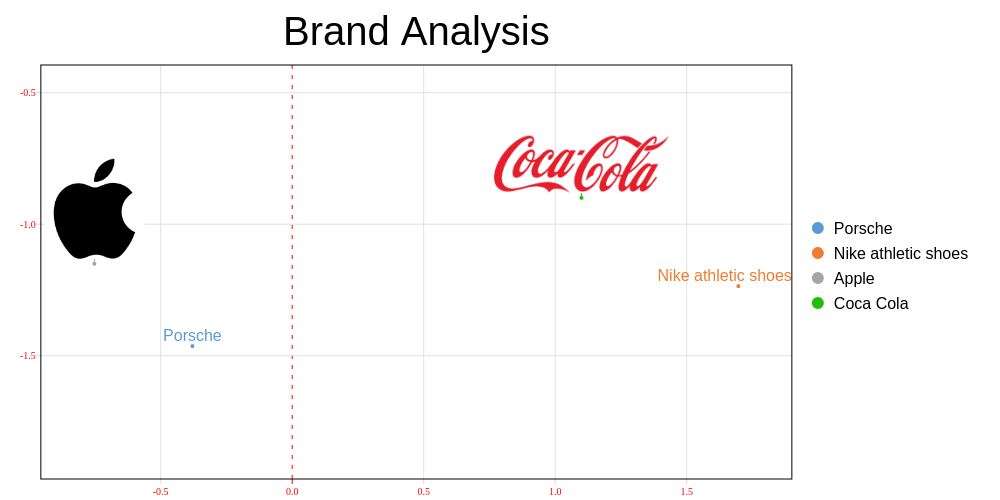 Brand Analysis
-0.5
Coca-Cola
-1.0
Porsche
Nike athletic shoes
Nike athletic shoes
Apple
Coca Cola
Porsche
-1.5
-0.5
0.0
0.5
1.0
1.5